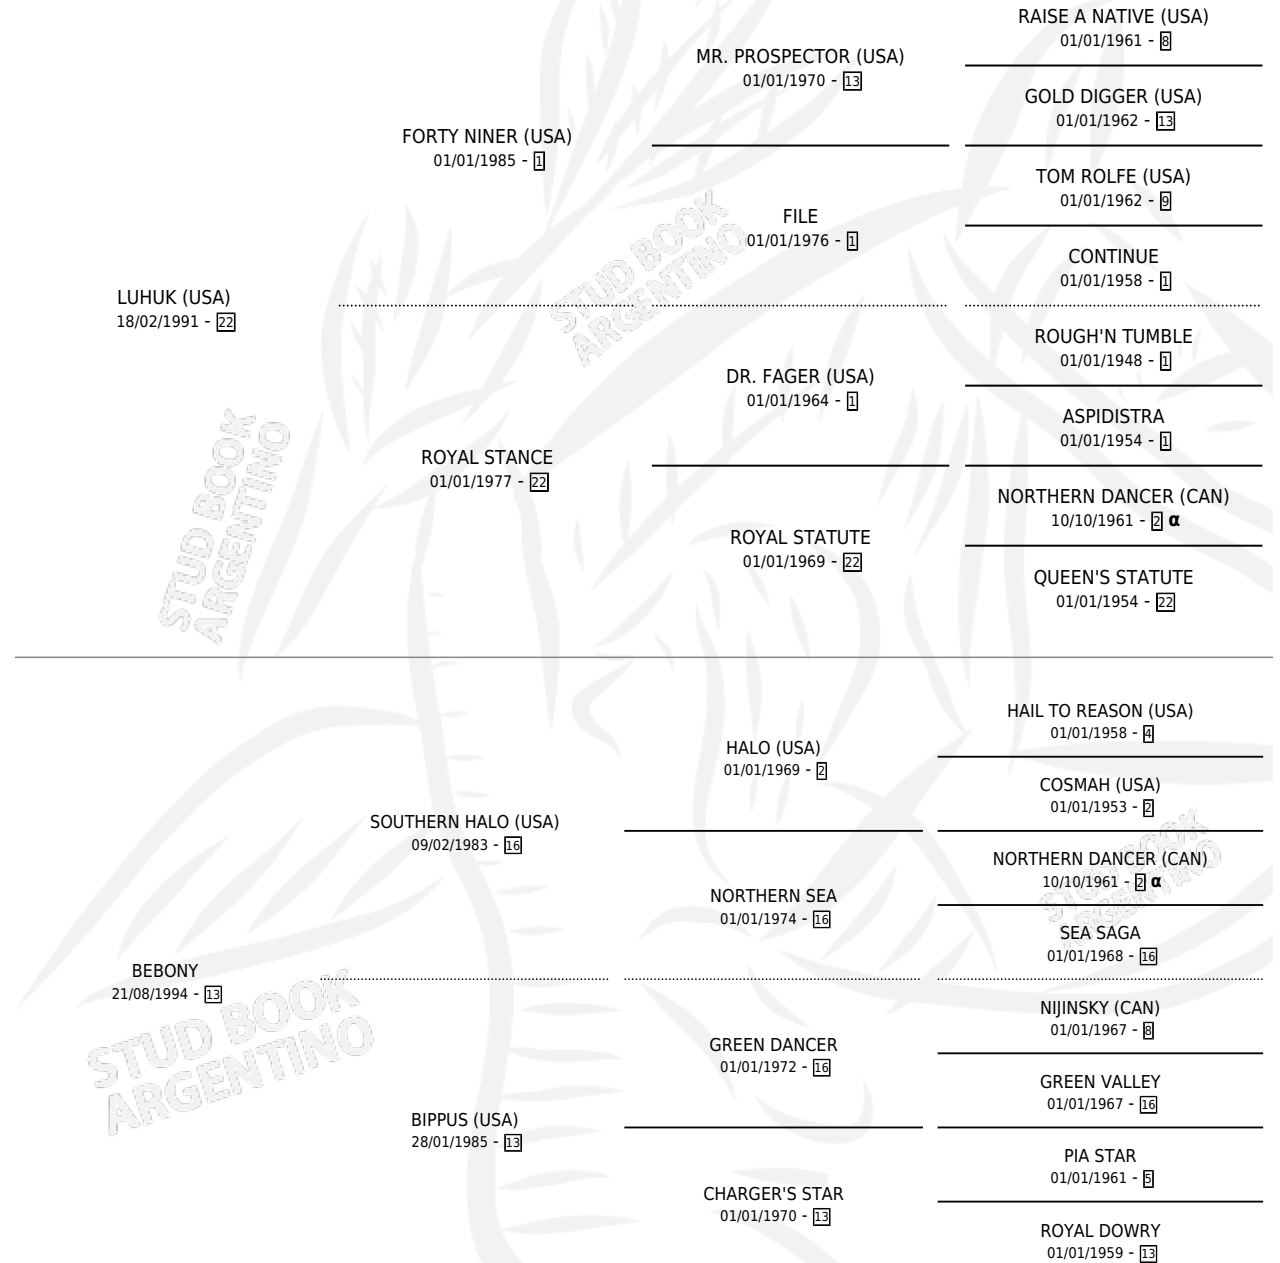 RAISE A NATIVE (USA)
01/01/1961 - 8
MR. PROSPECTOR (USA)
01/01/1970 - 13
GOLD DIGGER (USA)
01/01/1962 - 13
FORTY NINER (USA)
01/01/1985 - 1
TOM ROLFE (USA)
01/01/1962 - 9
FILE
01/01/1976 - 1
CONTINUE
01/01/1958 - 1
LUHUK (USA)
18/02/1991 - 22
ROUGH'N TUMBLE
01/01/1948 - 1
DR. FAGER (USA)
01/01/1964 - 1
ASPIDISTRA
01/01/1954 - 1
ROYAL STANCE
01/01/1977 - 22
NORTHERN DANCER (CAN)
10/10/1961 - 2 α
ROYAL STATUTE
01/01/1969 - 22
QUEEN'S STATUTE
01/01/1954 - 22
HAIL TO REASON (USA)
01/01/1958 - 4
HALO (USA)
01/01/1969 - 2
COSMAH (USA)
01/01/1953 - 2
SOUTHERN HALO (USA)
09/02/1983 - 16
NORTHERN DANCER (CAN)
10/10/1961 - 2 α
NORTHERN SEA
01/01/1974 - 16
SEA SAGA
01/01/1968 - 16
BEBONY
21/08/1994 - 13
NIJINSKY (CAN)
01/01/1967 - 8
GREEN DANCER
01/01/1972 - 16
GREEN VALLEY
01/01/1967 - 16
BIPPUS (USA)
28/01/1985 - 13
PIA STAR
01/01/1961 - 5
CHARGER'S STAR
01/01/1970 - 13
ROYAL DOWRY
01/01/1959 - 13
STUD BOOK
ARGENTINO
STUD BOOK
ARGENTINO
STUD BOOK
ARGENTINO
STUD BOOK
ARGENTINO